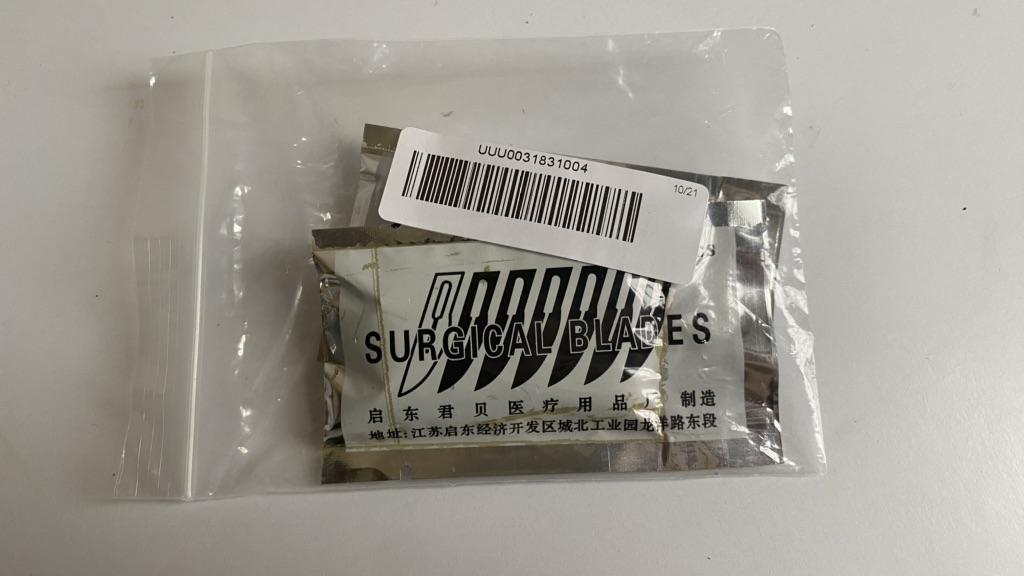 UUU0031831004
10/21
SURGICAL BLADES
启东君贝医疗用品厂 制造
地址:江苏启东经济开发区城北工业园龙洋路东段